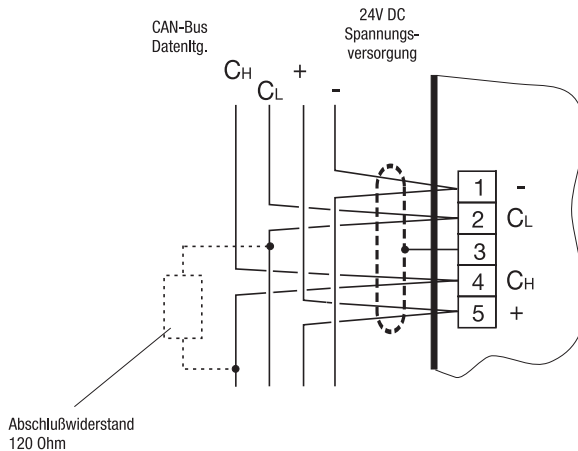 CAN-Bus
Datenltg.
24V DC
Spannungs-
versorgung
CH
CL
+
-
1 -
2 CL
3
4 CH
5 +
Abschlußwiderstand
120 Ohm